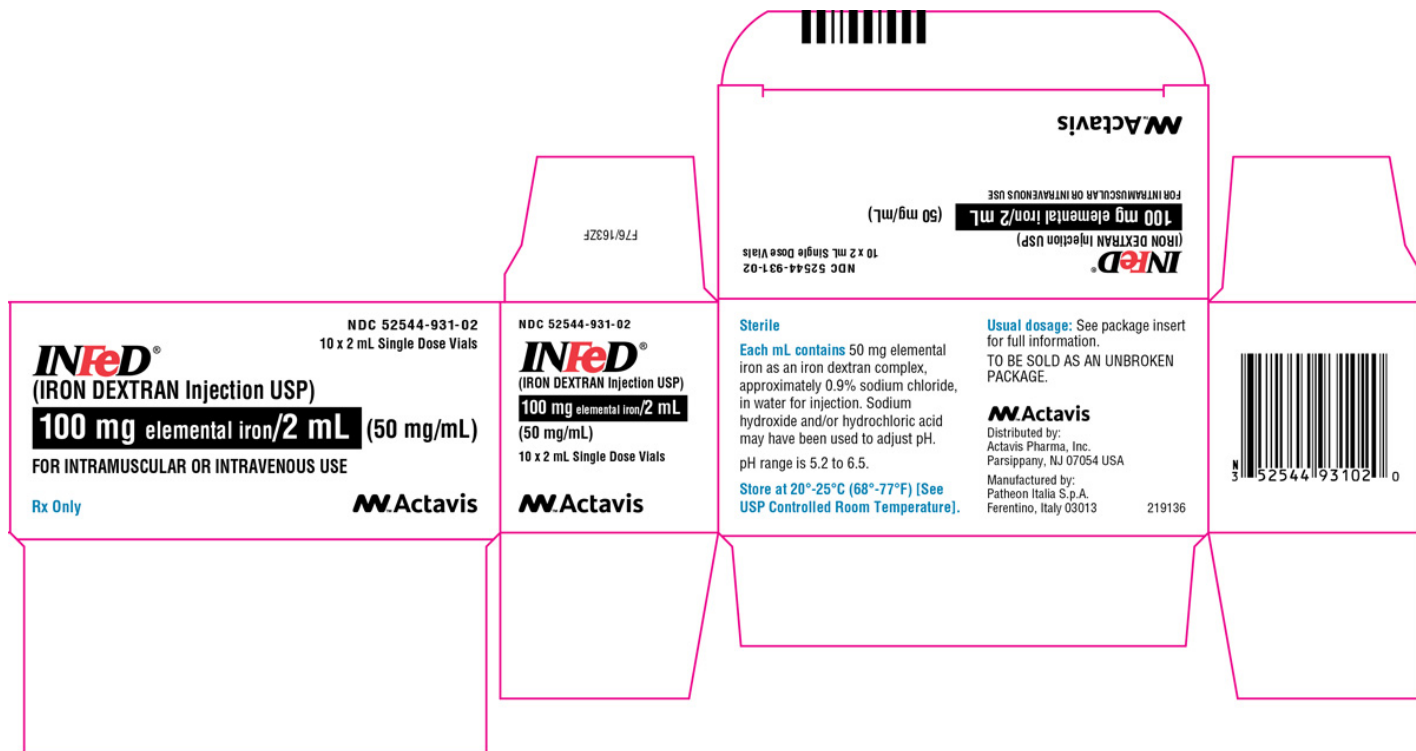 Actavis
FOR INTRAMUSCULAR OR INTRAVENOUS USE
100 mg elemental iron/2 mL (50 mg/mL)
(IRON DEXTRAN Injection USP)
INFeD®
10 x 2 mL Single Dose Vials
NDC 52544-931-02
F76/163ZF
NDC 52544-931-02
10 x 2 mL Single Dose Vials
INFeD®
(IRON DEXTRAN Injection USP)
100 mg elemental iron/2 mL (50 mg/mL)
FOR INTRAMUSCULAR OR INTRAVENOUS USE
Rx Only
Actavis
NDC 52544-931-02
INFeD®
(IRON DEXTRAN Injection USP)
100 mg elemental iron/2 mL
(50 mg/mL)
10 x 2 mL Single Dose Vials
Actavis
Sterile
Each mL contains 50 mg elemental
iron as an iron dextran complex,
approximately 0.9% sodium chloride,
in water for injection. Sodium
hydroxide and/or hydrochloric acid
may have been used to adjust pH.
pH range is 5.2 to 6.5.
Store at 20°-25°C (68°-77°F) [See
USP Controlled Room Temperature].
Usual dosage: See package insert
for full information.
TO BE SOLD AS AN UNBROKEN
PACKAGE.
Actavis
Distributed by:
Actavis Pharma, Inc.
Parsippany, NJ 07054 USA
Manufactured by:
Patheon Italia S.p.A.
Ferentino, Italy 03013
219136
N
3 52544 93102 0